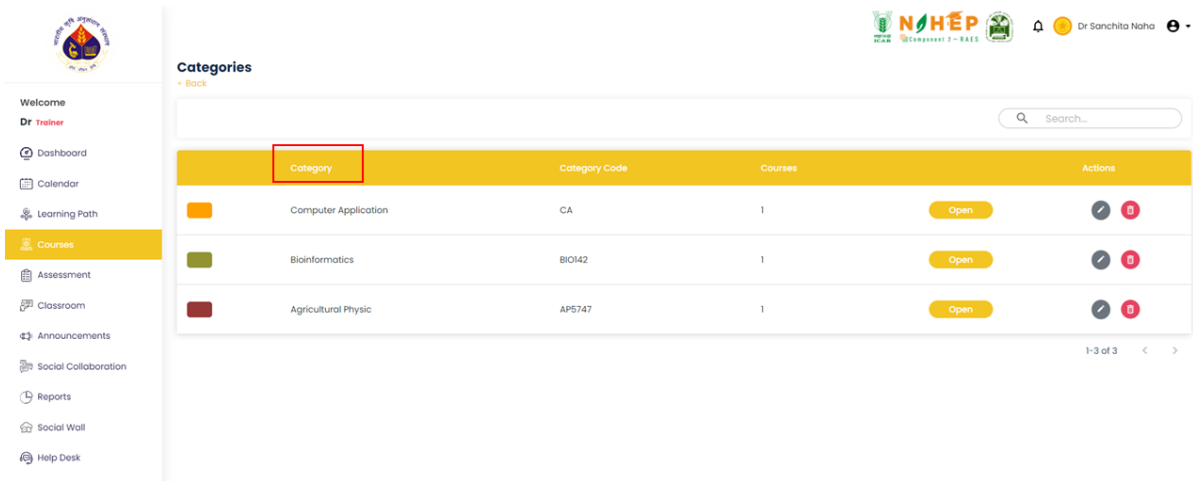 NAHEP
ICAR
Component 2 - RAES
Dr Sanchita Naha
Categories
< Back
Welcome
Dr Trainer
Search...
Dashboard
Calendar
Learning Path
Courses
Assessment
Classroom
Announcements
Social Collaboration
Reports
Social Wall
Help Desk
Category Category Code Courses Actions
Computer Application CA 1 Open
Bioinformatics BIO142 1 Open
Agricultural Physic AP5747 1 Open
1-3 of 3 < >